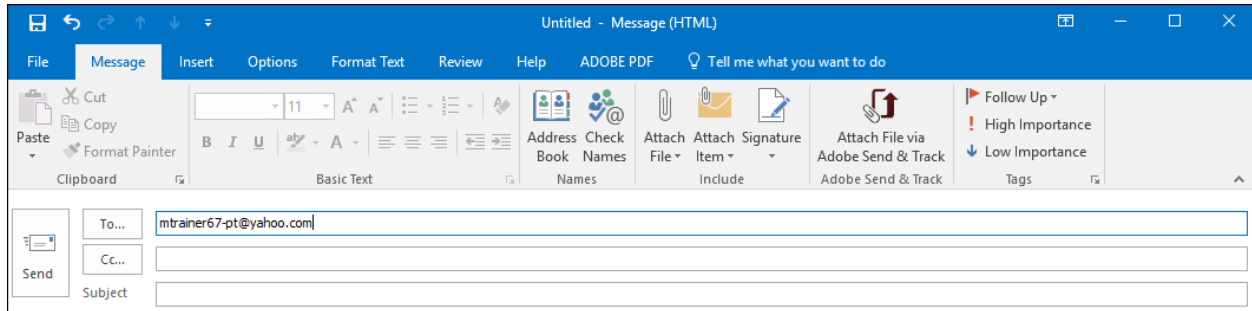 Untitled - Message (HTML)
File Message Insert Options Format Text Review Help ADOBE PDF Tell me what you want to do
Paste
Cut
Copy
Format Painter
Clipboard
11
B I U
Basic Text
Address Book
Check Names
Names
Attach File
Attach Item
Signature
Include
Attach File via
Adobe Send & Track
Adobe Send & Track
Follow Up
High Importance
Low Importance
Tags
Send
To... mtrainer67-pt@yahoo.com
Cc...
Subject